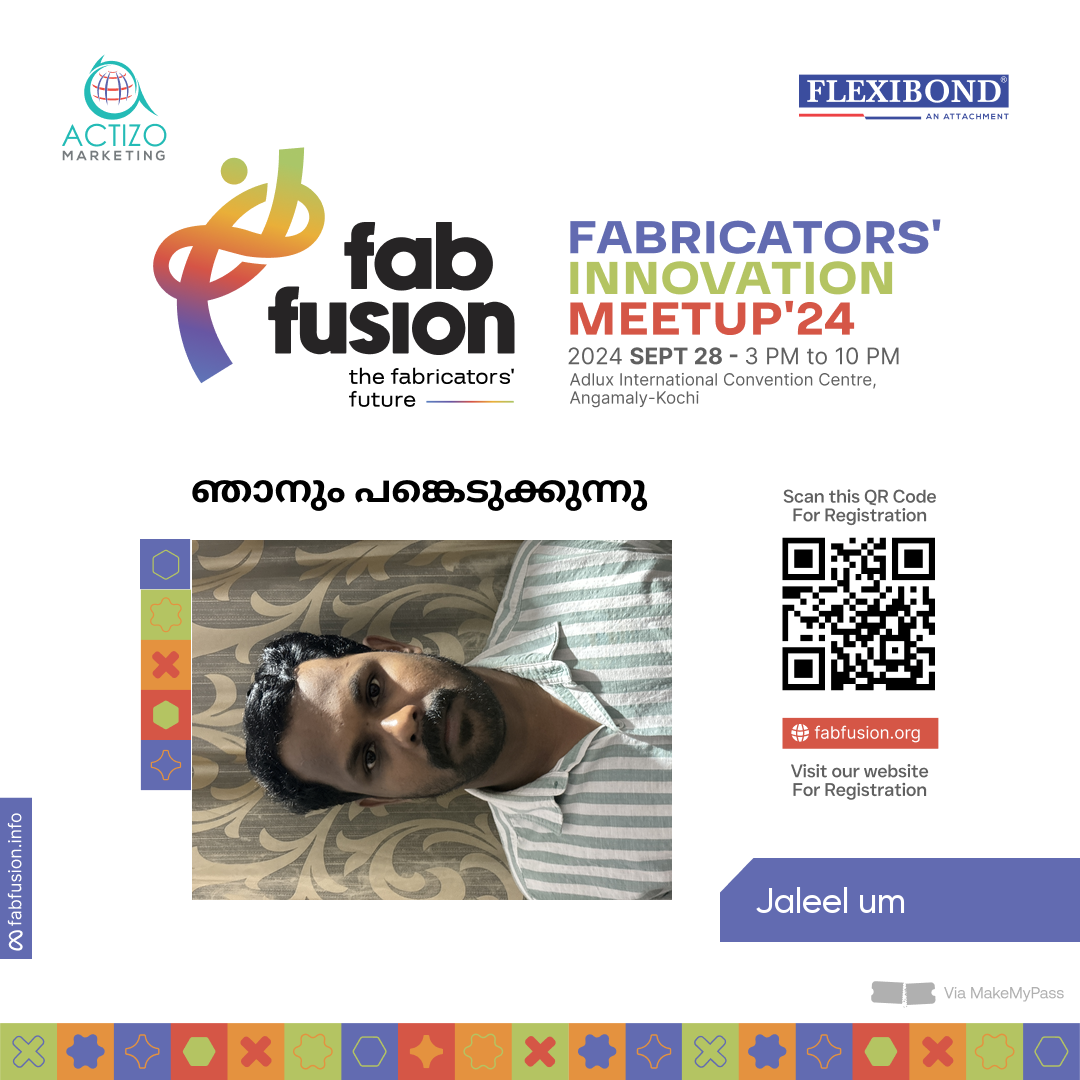 ACTIZO
MARKETING
FLEXIBOND®
AN ATTACHMENT
fab
fusion
the fabricators'
future
FABRICATORS'
INNOVATION
MEETUP'24
2024 SEPT 28 - 3 PM to 10 PM
Adlux International Convention Centre,
Angamaly-Kochi
ഞാനും പങ്കെടുക്കുന്നു
Scan this QR Code
For Registration
fabfusion.org
Visit our website
For Registration
fabfusion.info
Jaleel um
Via MakeMyPass